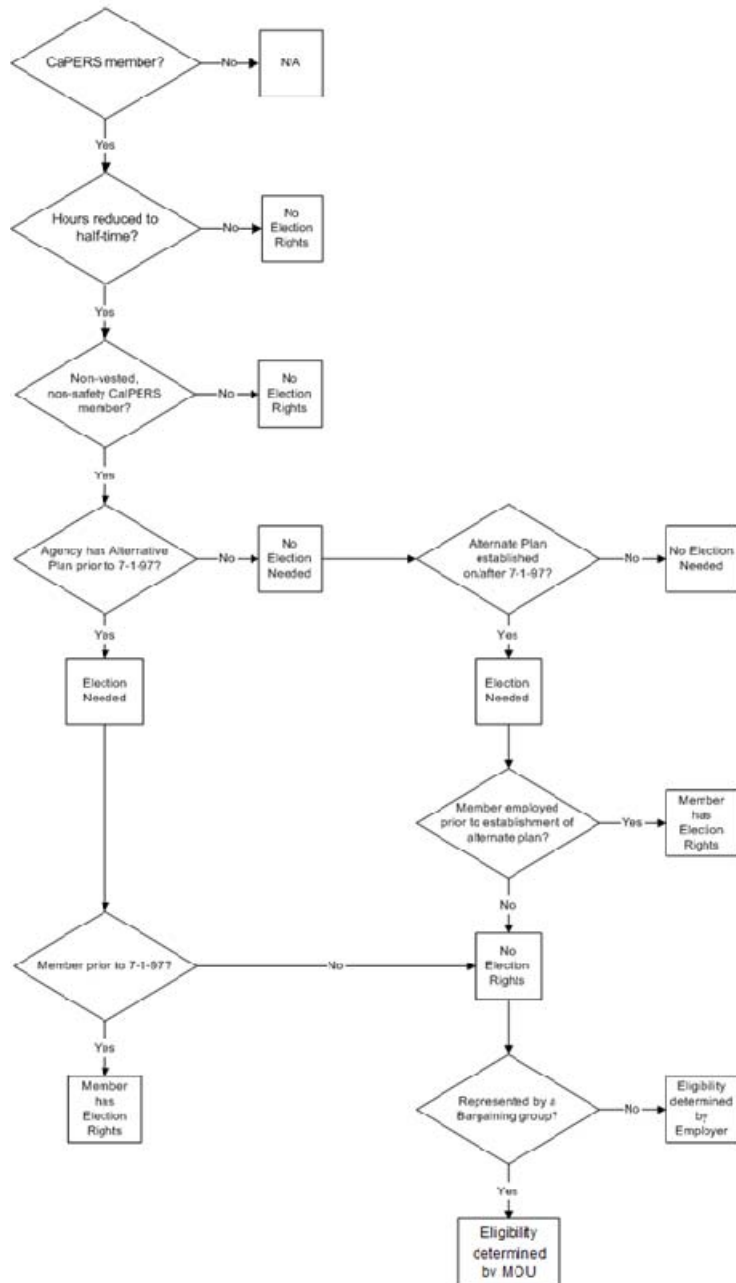 CaPERS member?
No
N/A
Yes
Hours reduced to
half-time?
No
No
Election
Rights
Yes
Non-vested,
non-safety CalPERS
member?
No
No
Election
Rights
Yes
Agency has Alternative
Plan prior to 7-1-97?
No
No
Election
Needed
Alternate Plan
established
on/after 7-1-97?
No
No Election
Needed
Yes
Yes
Election
Needed
Election
Needed
Member employed
prior to establishment of
alternate plan?
Yes
Member
has
Election
Rights
No
Member prior to 7-1-97?
No
No
Election
Rights
Yes
Member
has
Election
Rights
Represented by a
Bargaining group?
No
Eligibility
determined
by
Employer
Yes
Eligibility
determined
by MOU